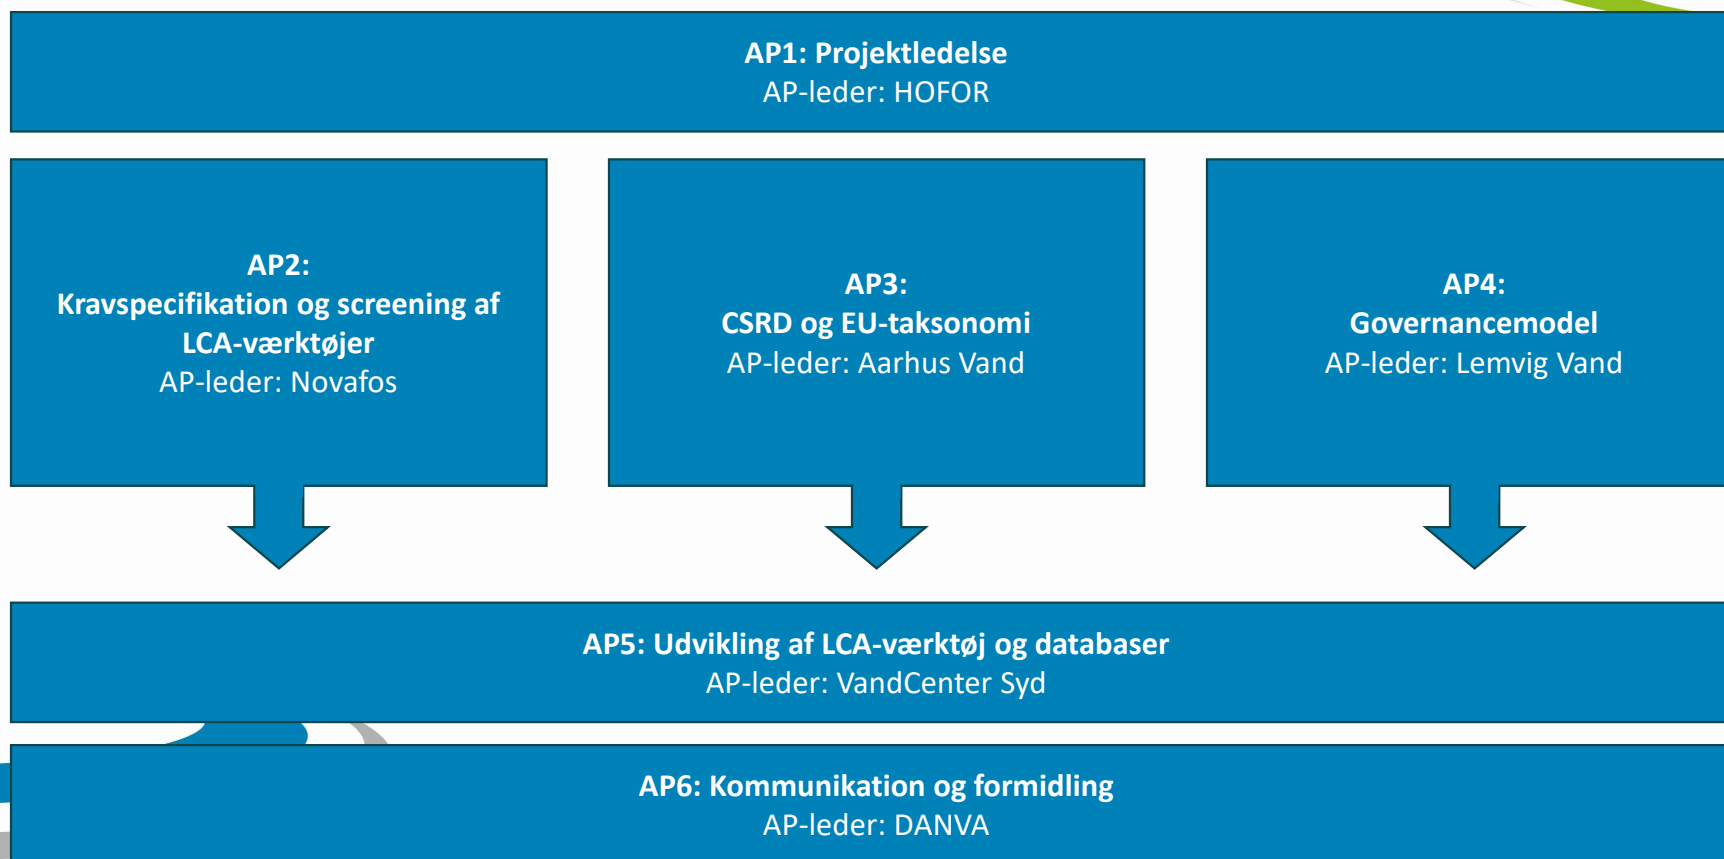 AP1: Projektledelse
AP-leder: HOFOR
AP2:
Kravspecifikation og screening af
LCA-værktøjer
AP-leder: Novafos
AP3:
CSRD og EU-taksonomi
AP-leder: Aarhus Vand
AP4:
Governancemodel
AP-leder: Lemvig Vand
AP5: Udvikling af LCA-værktøj og databaser
AP-leder: VandCenter Syd
AP6: Kommunikation og formidling
AP-leder: DANVA